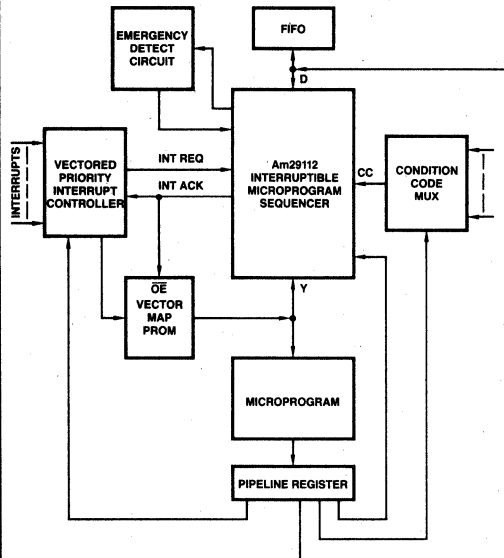 EMERGENCY
DETECT
CIRCUIT
FIFO
D
INTERRUPTS
VECTORED
PRIORITY
INTERRUPT
CONTROLLER
INT REQ
INT ACK
Am29112
INTERRUPTIBLE
MICROPROGRAM
SEQUENCER
CC
CONDITION
CODE
MUX
OE
VECTOR
MAP
PROM
Y
MICROPROGRAM
PIPELINE REGISTER